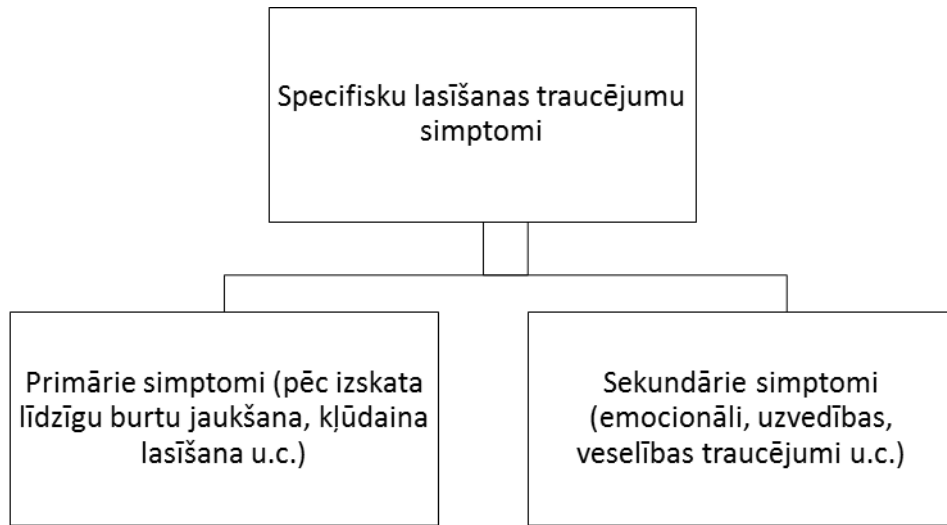 Specifisku lasīšanas traucējumu
simptomi
Primārie simptomi (pēc izskata
līdzīgu burtu jaukšana, kļūdaina
lasīšana u.c.)
Sekundārie simptomi
(emocionāli, uzvedības,
veselības traucējumi u.c.)